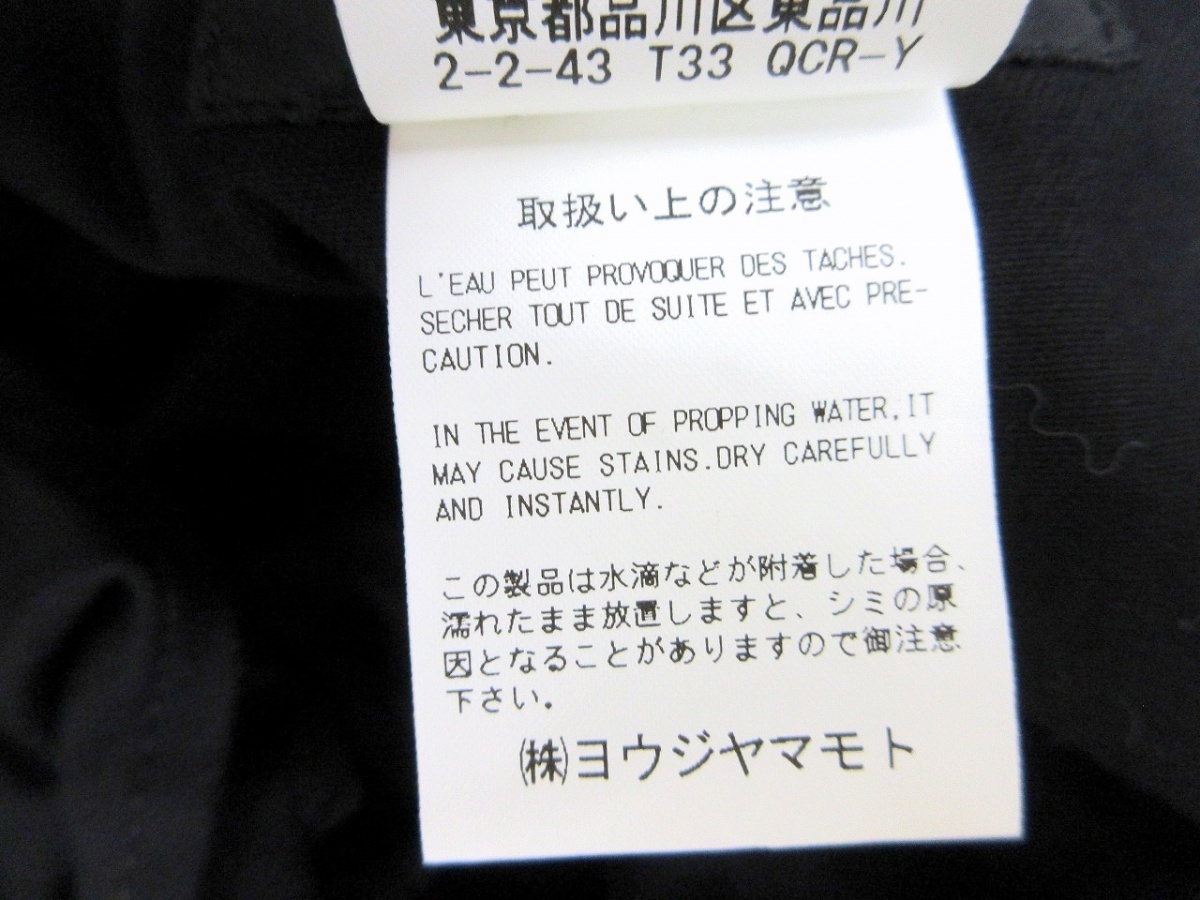 東京都品川区東品川
2-2-43 T33 QCR-Y
取扱い上の注意
L'EAU PEUT PROVOQUER DES TACHES.
SECHER TOUT DE SUITE ET AVEC PRE-
CAUTION.
IN THE EVENT OF PROPPING WATER,IT
MAY CAUSE STAINS.DRY CAREFULLY
AND INSTANTLY.
この製品は水滴などが附着した場合、
濡れたまま放置しますと、シミの原
因となることがありますので御注意
下さい。
㈱ヨウジヤマモト